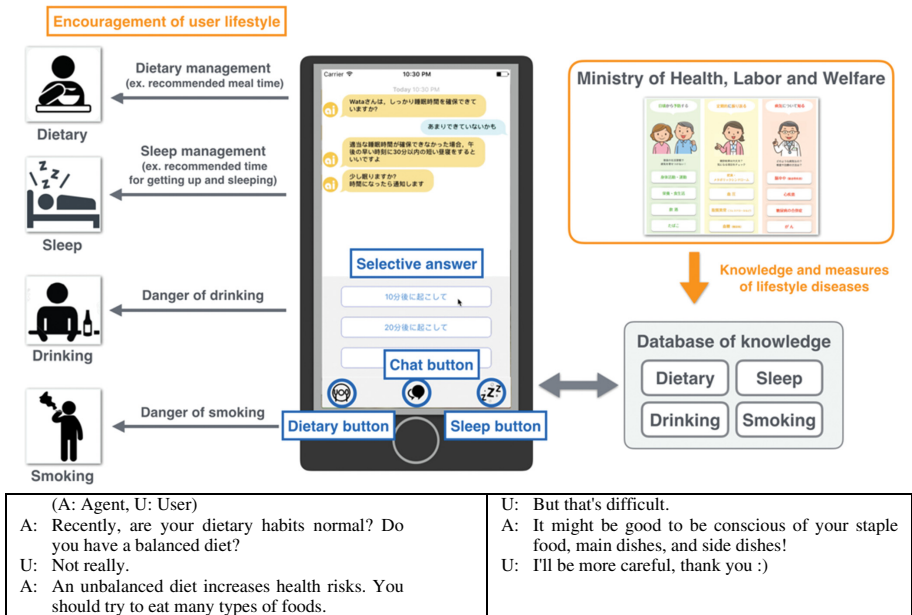 Encouragement of user lifestyle
Dietary management
(ex. recommended meal time)
Dietary
Sleep management
(ex. recommended time
for getting up and sleeping)
Sleep
Danger of drinking
Drinking
Danger of smoking
Smoking
Carrier
10:30 PM
Today 10:30 PM
Wataさんは、しっかり睡眠時間を確保できて
いますか?
あまりできていないかも
適当な睡眠時間が確保できなかった場合、午
後の早い時刻に30分以内の短い昼寝をすると
いいですよ
少し眠りますか?
時間になったら通知します
ai
ai
ai
Selective answer
10分後に起こして
20分後に起こして
Chat button
Dietary button
Sleep button
Ministry of Health, Labor and Welfare
Knowledge and measures
of lifestyle diseases
Database of knowledge
Dietary
Sleep
Drinking
Smoking
(A: Agent, U: User)
A: Recently, are your dietary habits normal? Do
you have a balanced diet?
U: Not really.
A: An unbalanced diet increases health risks. You
should try to eat many types of foods.
U: But that's difficult.
A: It might be good to be conscious of your staple
food, main dishes, and side dishes!
U: I'll be more careful, thank you :)